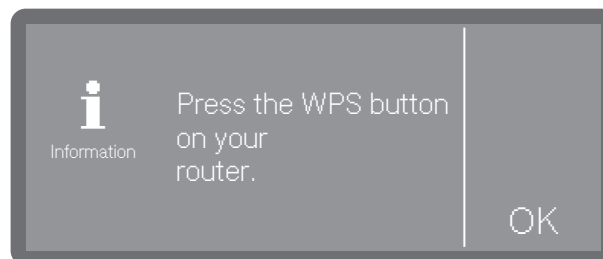 Information
Press the WPS button
on your
router.
OK